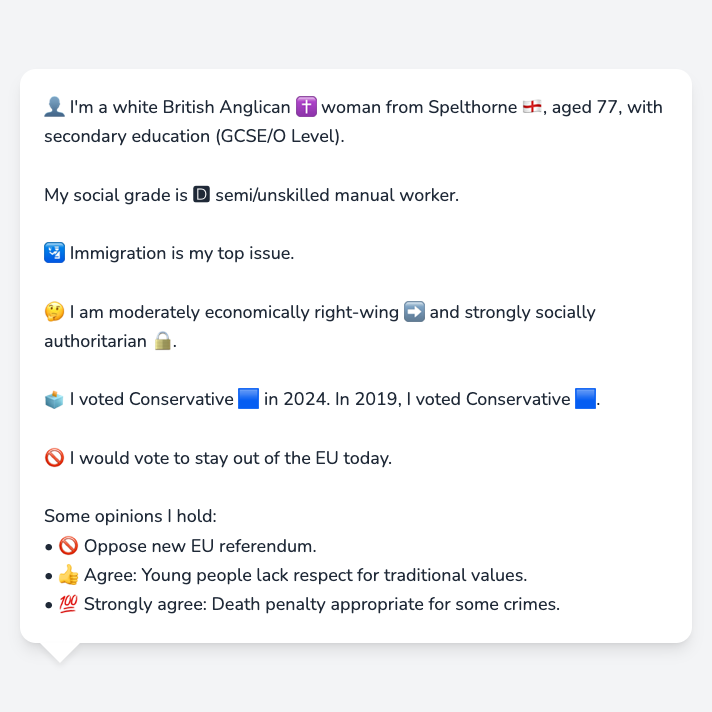 👤 I'm a white British Anglican ✝️ woman from Spelthorne 🏴󠁧󠁢󠁥󠁮󠁧󠁿, aged 77, with
secondary education (GCSE/O Level).
My social grade is 🅳 semi/unskilled manual worker.
🛂 Immigration is my top issue.
🤔 I am moderately economically right-wing ➡️ and strongly socially
authoritarian 🔒.
🗳️ I voted Conservative 🟦 in 2024. In 2019, I voted Conservative 🟦.
🚫 I would vote to stay out of the EU today.
Some opinions I hold:
• 🚫 Oppose new EU referendum.
• 👍 Agree: Young people lack respect for traditional values.
• 💯 Strongly agree: Death penalty appropriate for some crimes.